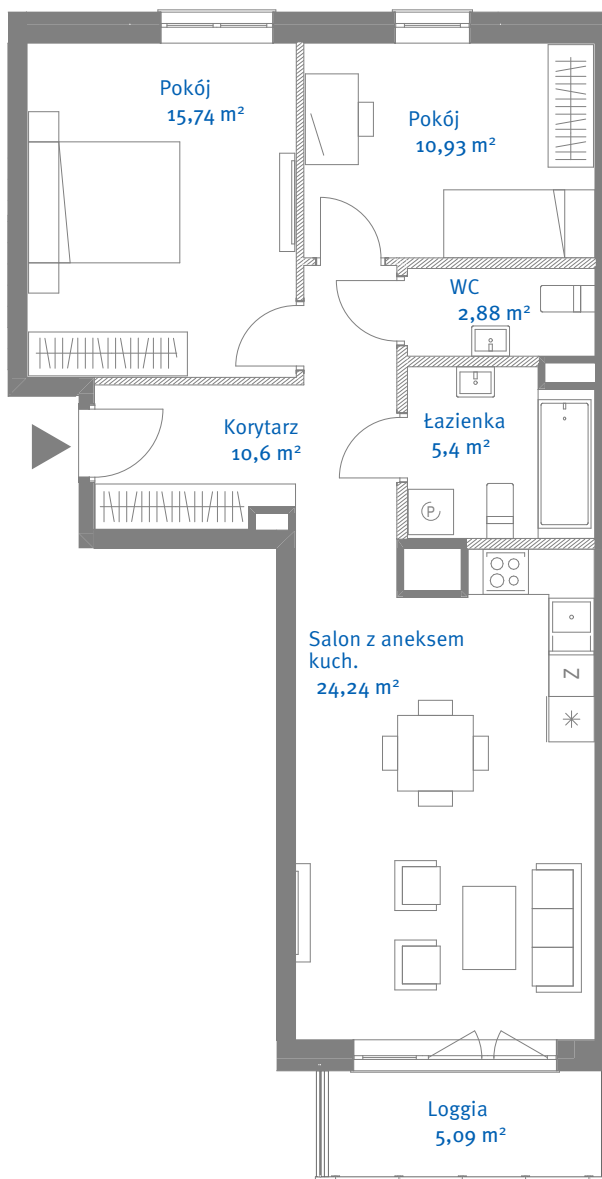 Pokój
15,74 m²
Pokój
10,93 m²
WC
2,88 m²
Łazienka
5,4 m²
Korytarz
10,6 m²
P
Salon z aneksem
kuch.
24,24 m²
Z
Loggia
5,09 m²